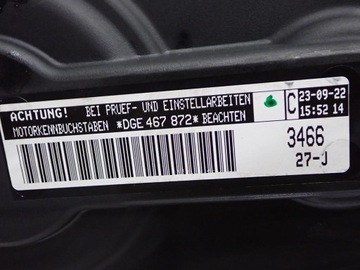 ACHTUNG! BEI PRUEF- UND EINSTELLARBEITEN
MOTORKENNBUCHSTABEN *DGE 467 872* BEACHTEN
C 23-09-22
15:52 14
3466
27-J